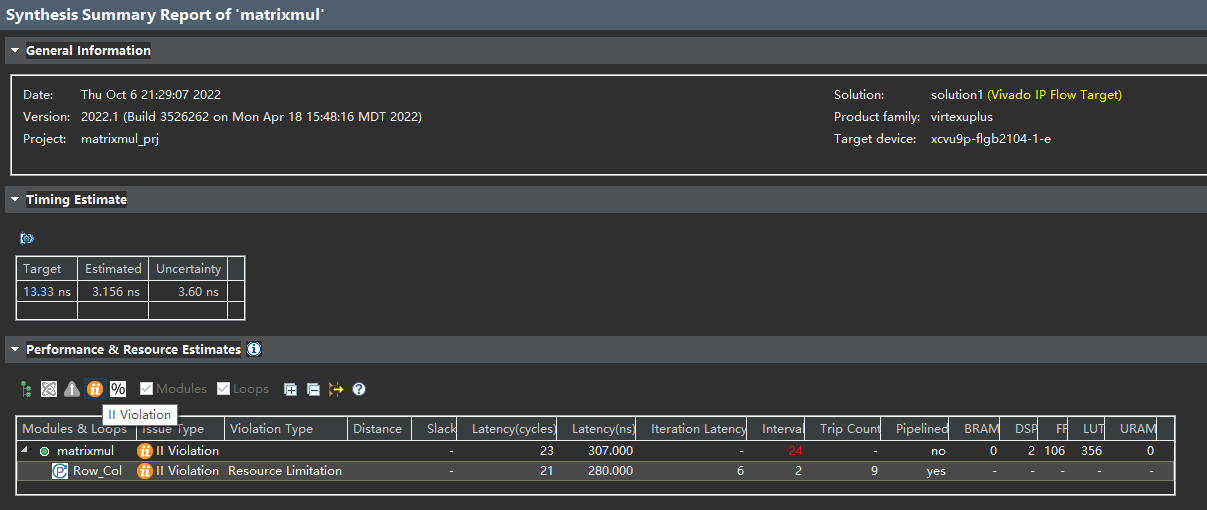 Synthesis Summary Report of 'matrixmul'
General Information
Date: Thu Oct 6 21:29:07 2022 Solution: solution1 (Vivado IP Flow Target)
Version: 2022.1 (Build 3526262 on Mon Apr 18 15:48:16 MDT 2022) Product family: virtexuplus
Project: matrixmul_prj Target device: xcvu9p-flgb2104-1-e
Timing Estimate
Target Estimated Uncertainty
13.33 ns 3.156 ns 3.60 ns
Performance & Resource Estimates
% Modules Loops
II Violation
Modules & Loops Issue Type Violation Type Distance Slack Latency(cycles) Latency(ns) Iteration Latency Interval Trip Count Pipelined BRAM DSP FF LUT URAM
matrixmul II Violation - 23 307.000 - 24 - no 0 2 106 356 0
Row_Col II Violation Resource Limitation - 21 280.000 6 2 9 yes - - - - -